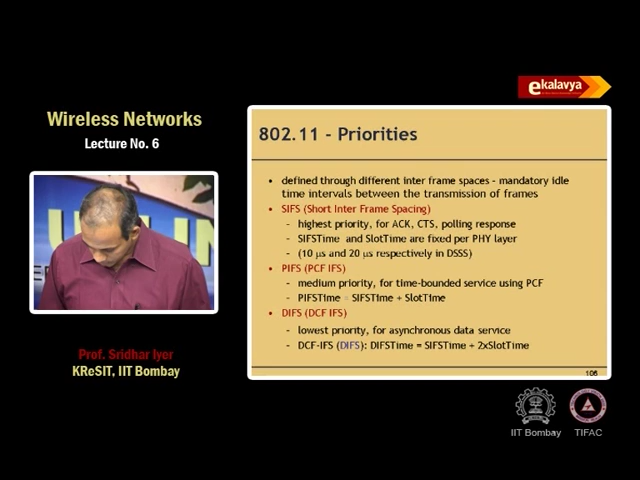 ekalavya
Wireless Networks
Lecture No. 6
802.11 - Priorities
• defined through different inter frame spaces – mandatory idle
time intervals between the transmission of frames
• SIFS (Short Inter Frame Spacing)
– highest priority, for ACK, CTS, polling response
– SIFSTime and SlotTime are fixed per PHY layer
– (10 µs and 20 µs respectively in DSSS)
• PIFS (PCF IFS)
– medium priority, for time-bounded service using PCF
– PIFSTime = SIFSTime + SlotTime
• DIFS (DCF IFS)
– lowest priority, for asynchronous data service
– DCF-IFS (DIFS): DIFSTime = SIFSTime + 2xSlotTime
106
Prof. Sridhar Iyer
KReSIT, IIT Bombay
IIT Bombay TIFAC